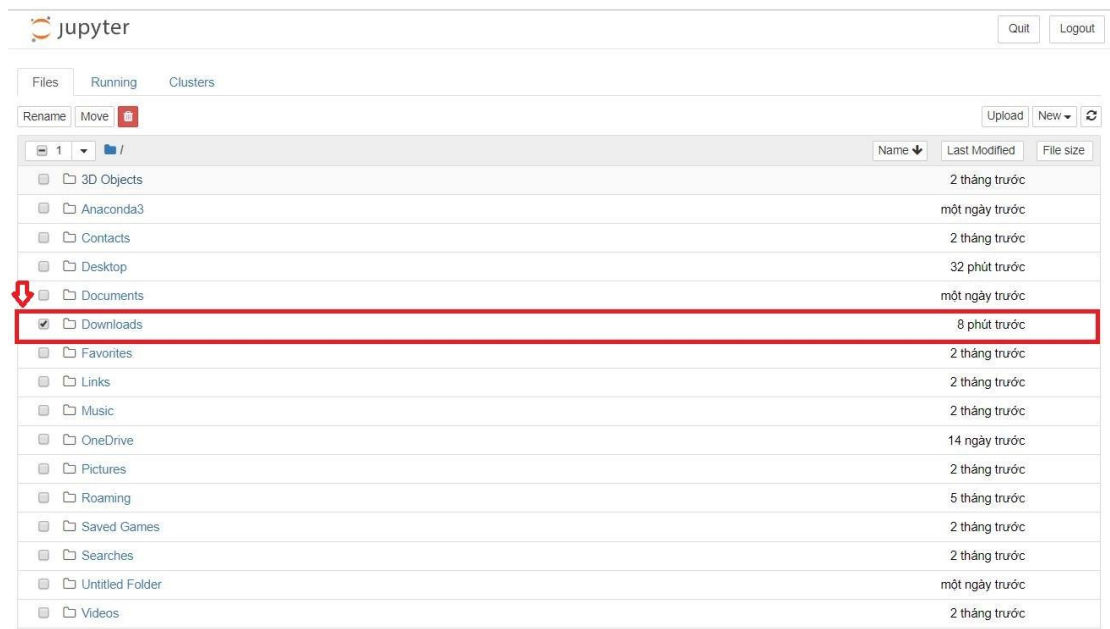 jupyter Quit Logout
Files Running Clusters
Rename Move Upload New
1 / Name Last Modified File size
3D Objects 2 tháng trước
Anaconda3 một ngày trước
Contacts 2 tháng trước
Desktop 32 phút trước
Documents một ngày trước
Downloads 8 phút trước
Favorites 2 tháng trước
Links 2 tháng trước
Music 2 tháng trước
OneDrive 14 ngày trước
Pictures 2 tháng trước
Roaming 5 tháng trước
Saved Games 2 tháng trước
Searches 2 tháng trước
Untitled Folder một ngày trước
Videos 2 tháng trước